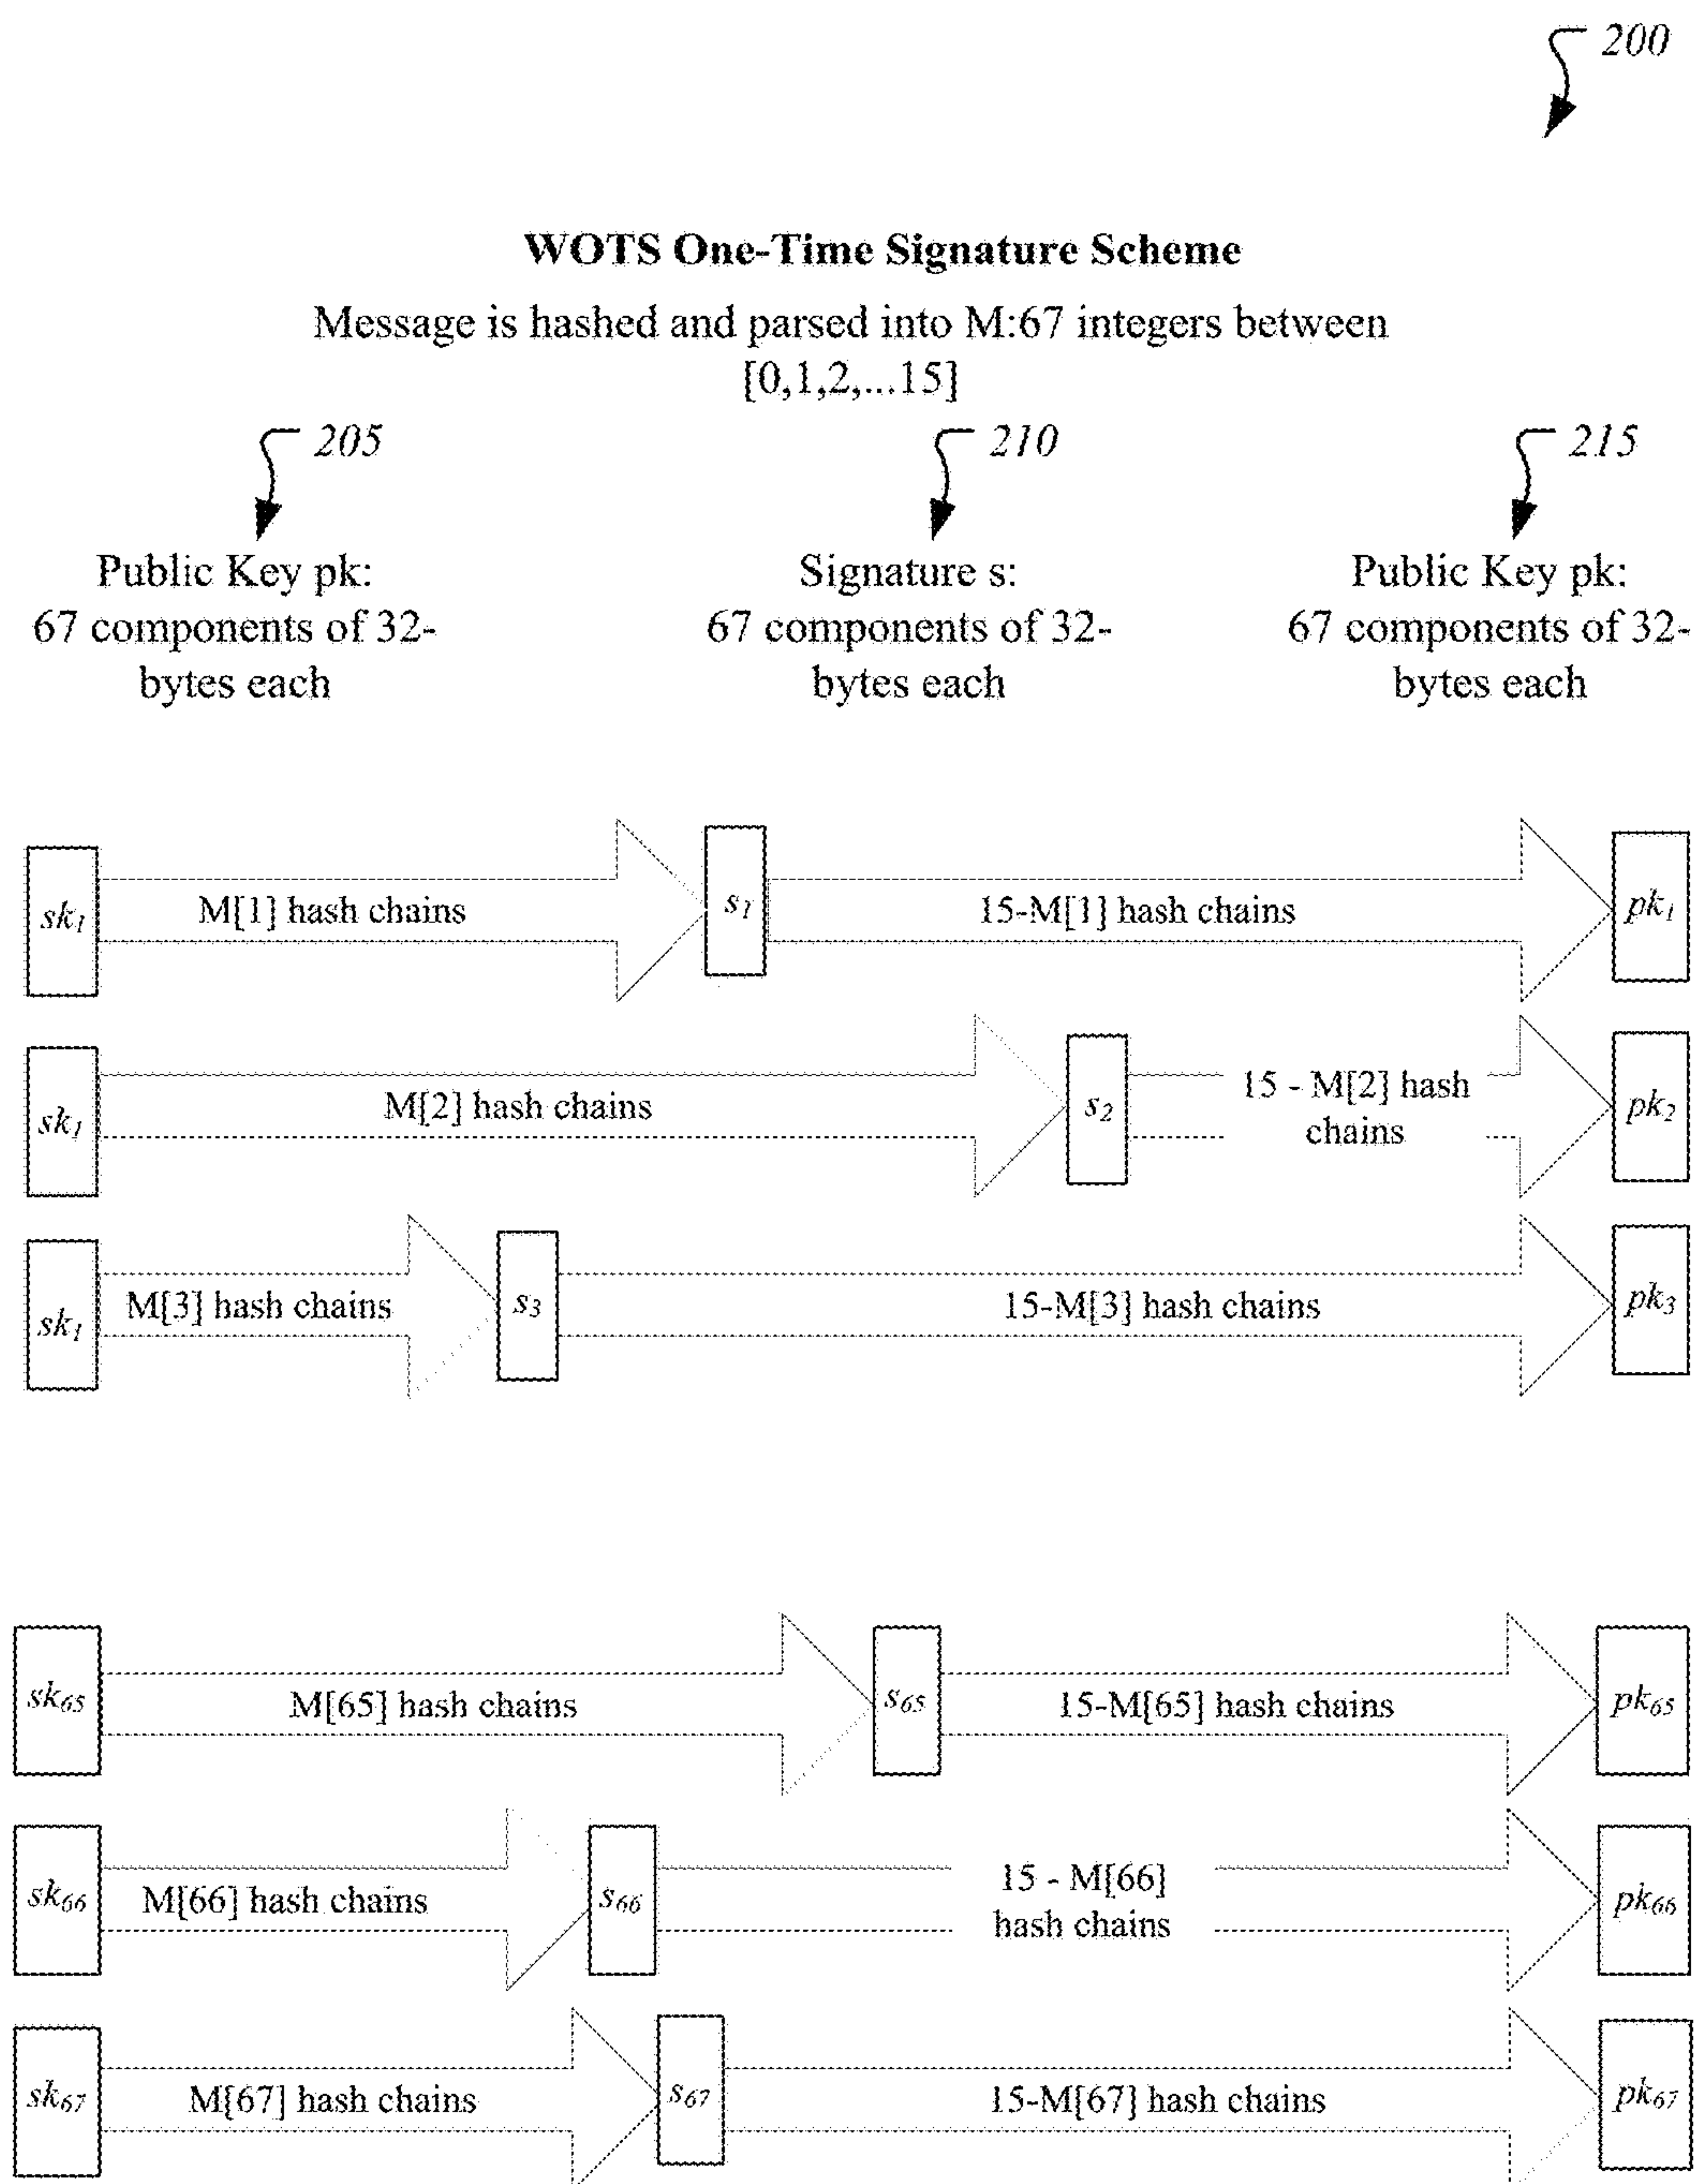 200
WOTS One-Time Signature Scheme
Message is hashed and parsed into M:67 integers between
[0,1,2,...15]
205
210
215
Public Key pk:
67 components of 32-
bytes each
Signature s:
67 components of 32-
bytes each
Public Key pk:
67 components of 32-
bytes each
sk1 M[1] hash chains s1 15-M[1] hash chains pk1
sk1 M[2] hash chains s2 15 - M[2] hash
chains pk2
sk1 M[3] hash chains s3 15-M[3] hash chains pk3
sk65 M[65] hash chains s65 15-M[65] hash chains pk65
sk66 M[66] hash chains s66 15 - M[66]
hash chains pk66
sk67 M[67] hash chains s67 15-M[67] hash chains pk67